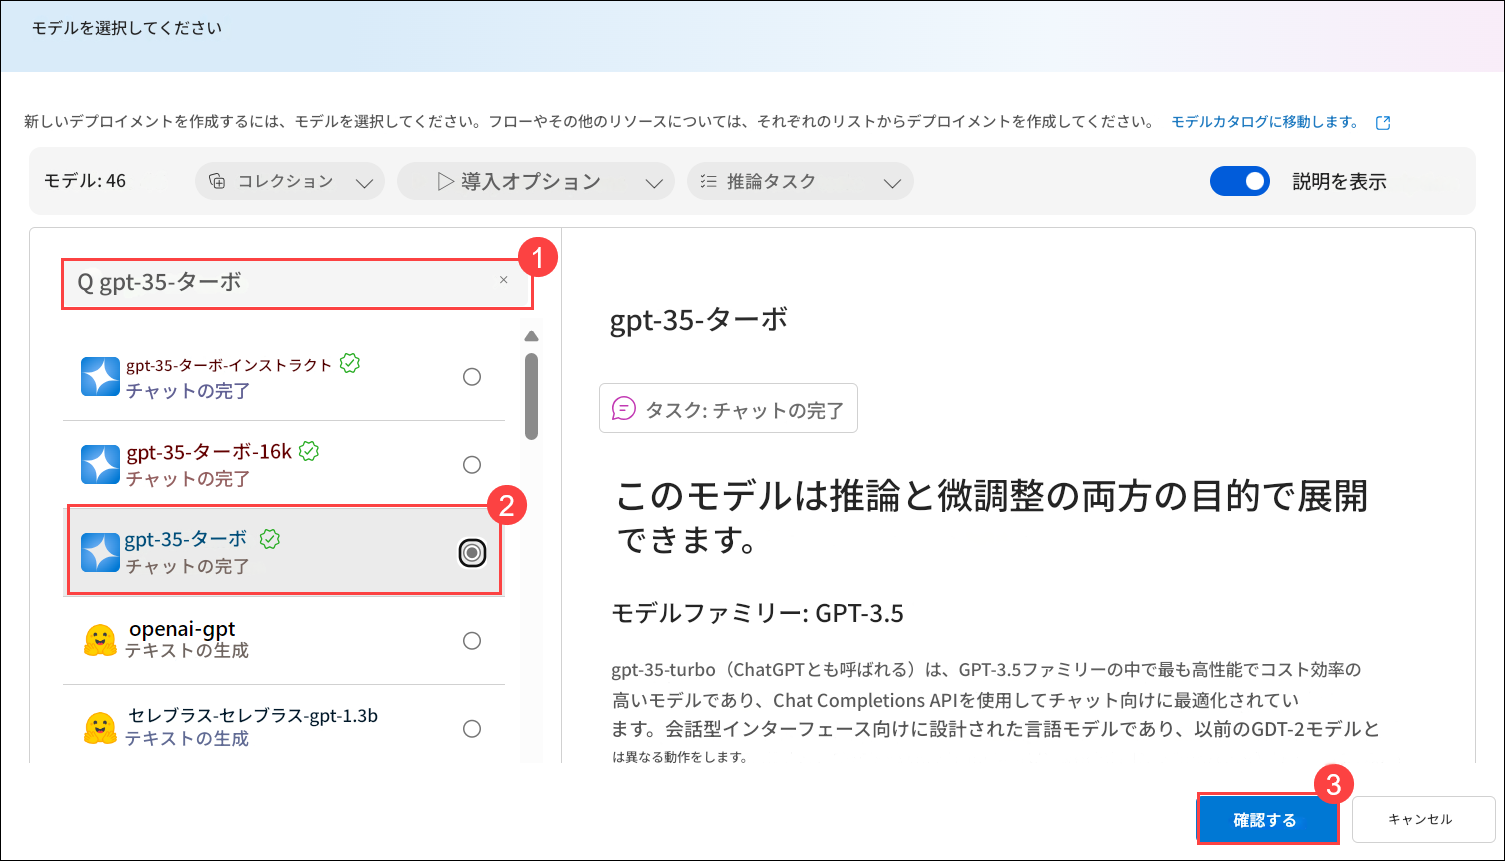 モデルを選択してください
新しいデプロイメントを作成するには、モデルを選択してください。フローやその他のリソースについては、それぞれのリストからデプロイメントを作成してください。 モデルカタログに移動します。
モデル: 46 コレクション 導入オプション 推論タスク 説明を表示
1
Q gpt-35-ターボ ×
gpt-35-ターボ-インストラクト
チャットの完了
gpt-35-ターボ-16k
チャットの完了
2
gpt-35-ターボ
チャットの完了
openai-gpt
テキストの生成
セレブラス-セレブラス-gpt-1.3b
テキストの生成
gpt-35-ターボ
タスク: チャットの完了
このモデルは推論と微調整の両方の目的で展開
できます。
モデルファミリー: GPT-3.5
gpt-35-turbo（ChatGPTとも呼ばれる）は、GPT-3.5ファミリーの中で最も高性能でコスト効率の
高いモデルであり、Chat Completions APIを使用してチャット向けに最適化されてい
ます。会話型インターフェース向けに設計された言語モデルであり、以前のGDT-2モデルと
は異なる動作をします。
3
確認する キャンセル